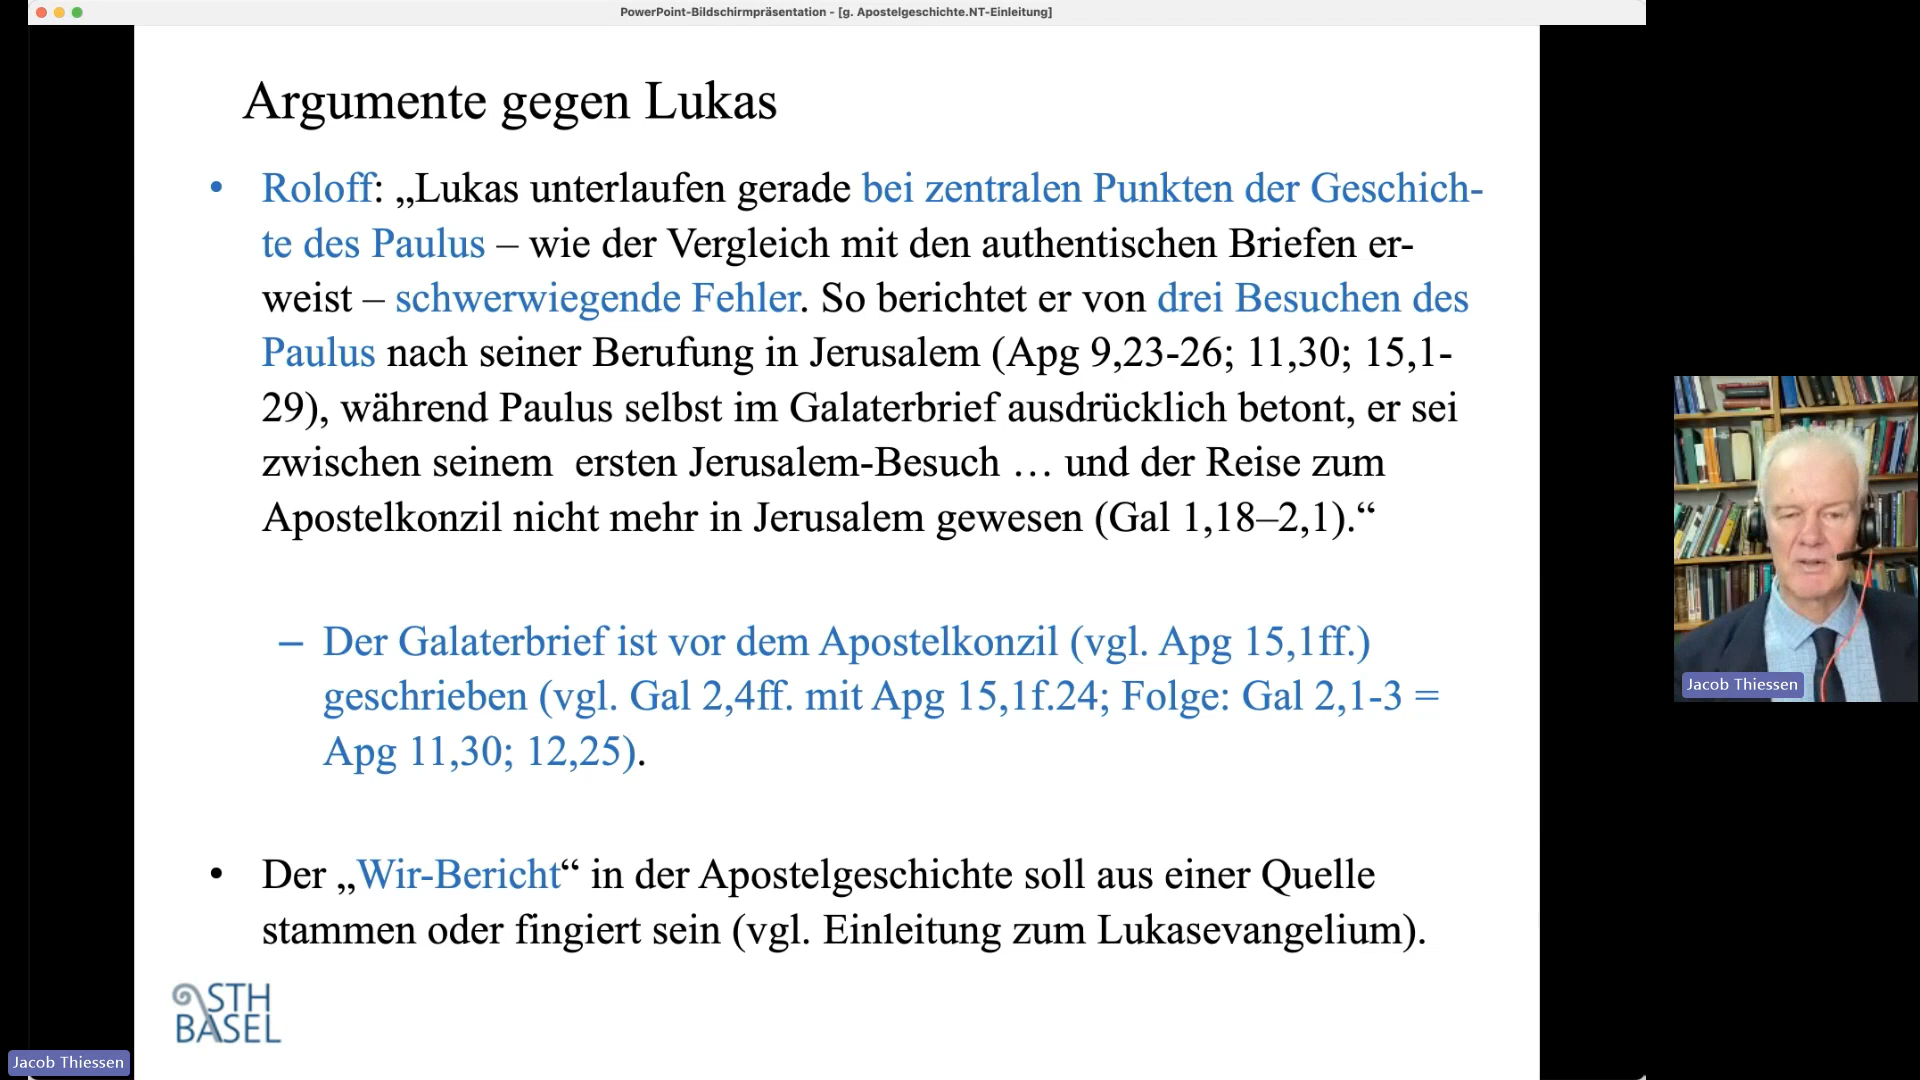 PowerPoint-Bildschirmpräsentation - [g. Apostelgeschichte.NT-Einleitung]
Argumente gegen Lukas
• Roloff: „Lukas unterlaufen gerade bei zentralen Punkten der Geschich-
te des Paulus – wie der Vergleich mit den authentischen Briefen er-
weist – schwerwiegende Fehler. So berichtet er von drei Besuchen des
Paulus nach seiner Berufung in Jerusalem (Apg 9,23-26; 11,30; 15,1-
29), während Paulus selbst im Galaterbrief ausdrücklich betont, er sei
zwischen seinem ersten Jerusalem-Besuch … und der Reise zum
Apostelkonzil nicht mehr in Jerusalem gewesen (Gal 1,18–2,1).“
– Der Galaterbrief ist vor dem Apostelkonzil (vgl. Apg 15,1ff.)
geschrieben (vgl. Gal 2,4ff. mit Apg 15,1f.24; Folge: Gal 2,1-3 =
Apg 11,30; 12,25).
• Der „Wir-Bericht“ in der Apostelgeschichte soll aus einer Quelle
stammen oder fingiert sein (vgl. Einleitung zum Lukasevangelium).
STH
BASEL
Jacob Thiessen
Jacob Thiessen